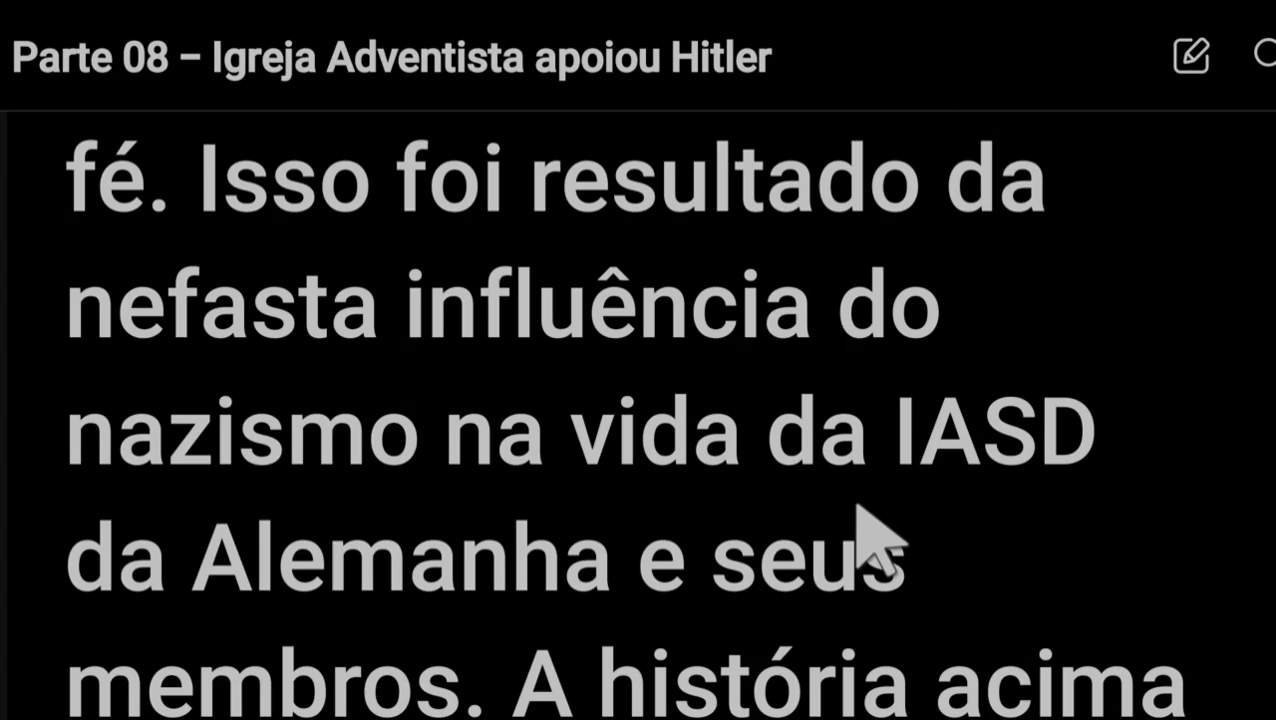 Parte 08 – Igreja Adventista apoiou Hitler
fé. Isso foi resultado da
nefasta influência do
nazismo na vida da IASD
da Alemanha e seus
membros. A história acima